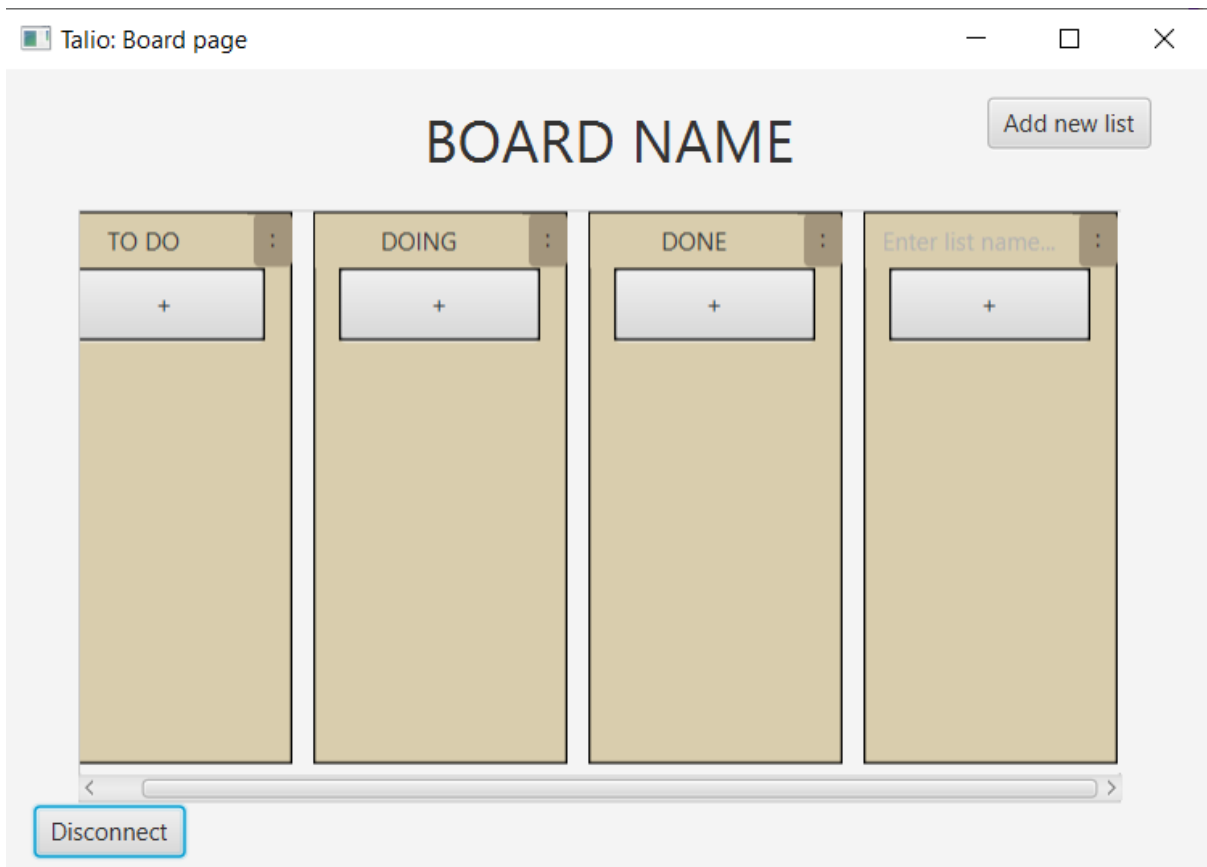 Talio: Board page
BOARD NAME
Add new list
TO DO : DOING : DONE : Enter list name... :
+ + + +
Disconnect